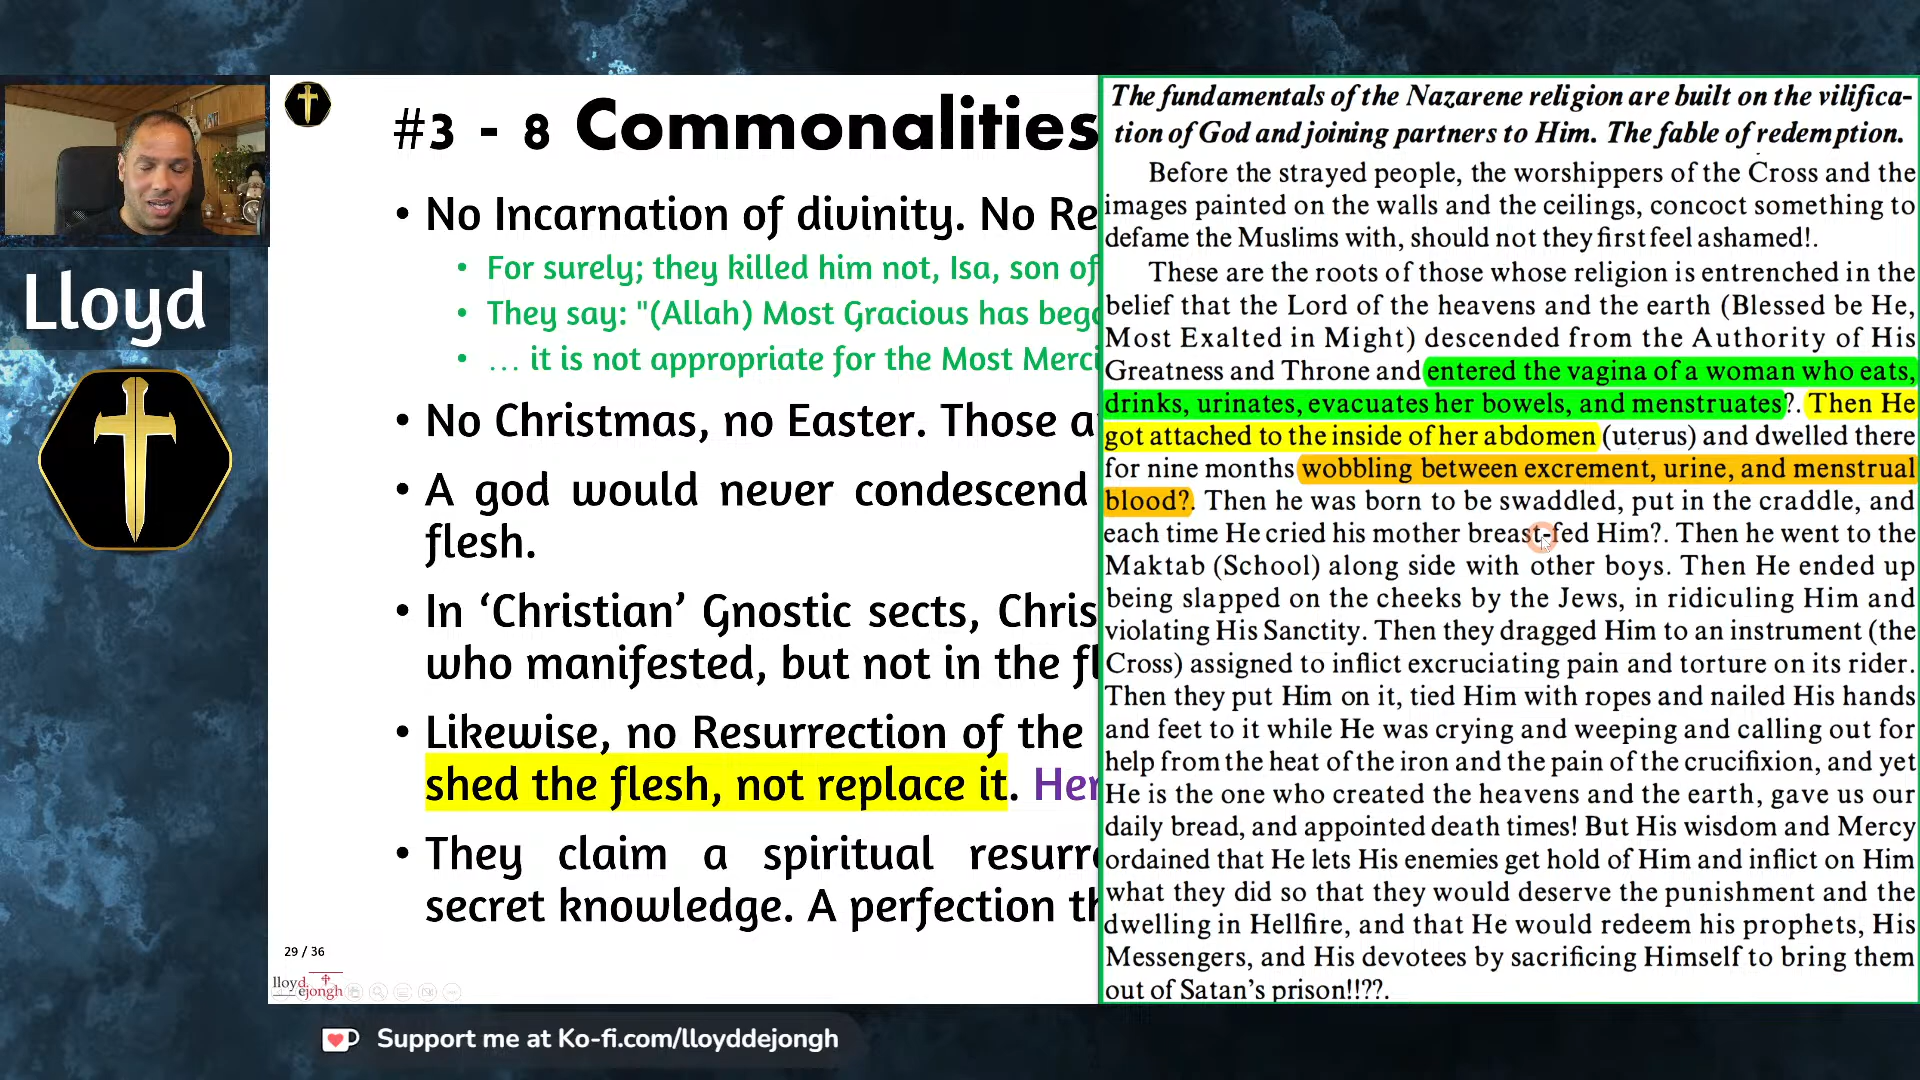 Lloyd
#3 - 8 Commonalities
• No Incarnation of divinity. No Re
• For surely; they killed him not, Isa, son of
• They say: "(Allah) Most Gracious has bego
• … it is not appropriate for the Most Merci
• No Christmas, no Easter. Those a
• A god would never condescend
flesh.
• In ‘Christian’ Gnostic sects, Chris
who manifested, but not in the fl
• Likewise, no Resurrection of the
shed the flesh, not replace it. Her
• They claim a spiritual resurre
secret knowledge. A perfection th
29 / 36
lloyd
ejongh
The fundamentals of the Nazarene religion are built on the vilifica-
tion of God and joining partners to Him. The fable of redemption.
Before the strayed people, the worshippers of the Cross and the
images painted on the walls and the ceilings, concoct something to
defame the Muslims with, should not they first feel ashamed!.
These are the roots of those whose religion is entrenched in the
belief that the Lord of the heavens and the earth (Blessed be He,
Most Exalted in Might) descended from the Authority of His
Greatness and Throne and entered the vagina of a woman who eats,
drinks, urinates, evacuates her bowels, and menstruates?. Then He
got attached to the inside of her abdomen (uterus) and dwelled there
for nine months wobbling between excrement, urine, and menstrual
blood?. Then he was born to be swaddled, put in the craddle, and
each time He cried his mother breast-fed Him?. Then he went to the
Maktab (School) along side with other boys. Then He ended up
being slapped on the cheeks by the Jews, in ridiculing Him and
violating His Sanctity. Then they dragged Him to an instrument (the
Cross) assigned to inflict excruciating pain and torture on its rider.
Then they put Him on it, tied Him with ropes and nailed His hands
and feet to it while He was crying and weeping and calling out for
help from the heat of the iron and the pain of the crucifixion, and yet
He is the one who created the heavens and the earth, gave us our
daily bread, and appointed death times! But His wisdom and Mercy
ordained that He lets His enemies get hold of Him and inflict on Him
what they did so that they would deserve the punishment and the
dwelling in Hellfire, and that He would redeem his prophets, His
Messengers, and His devotees by sacrificing Himself to bring them
out of Satan’s prison!!??.
Support me at Ko-fi.com/lloyddejongh